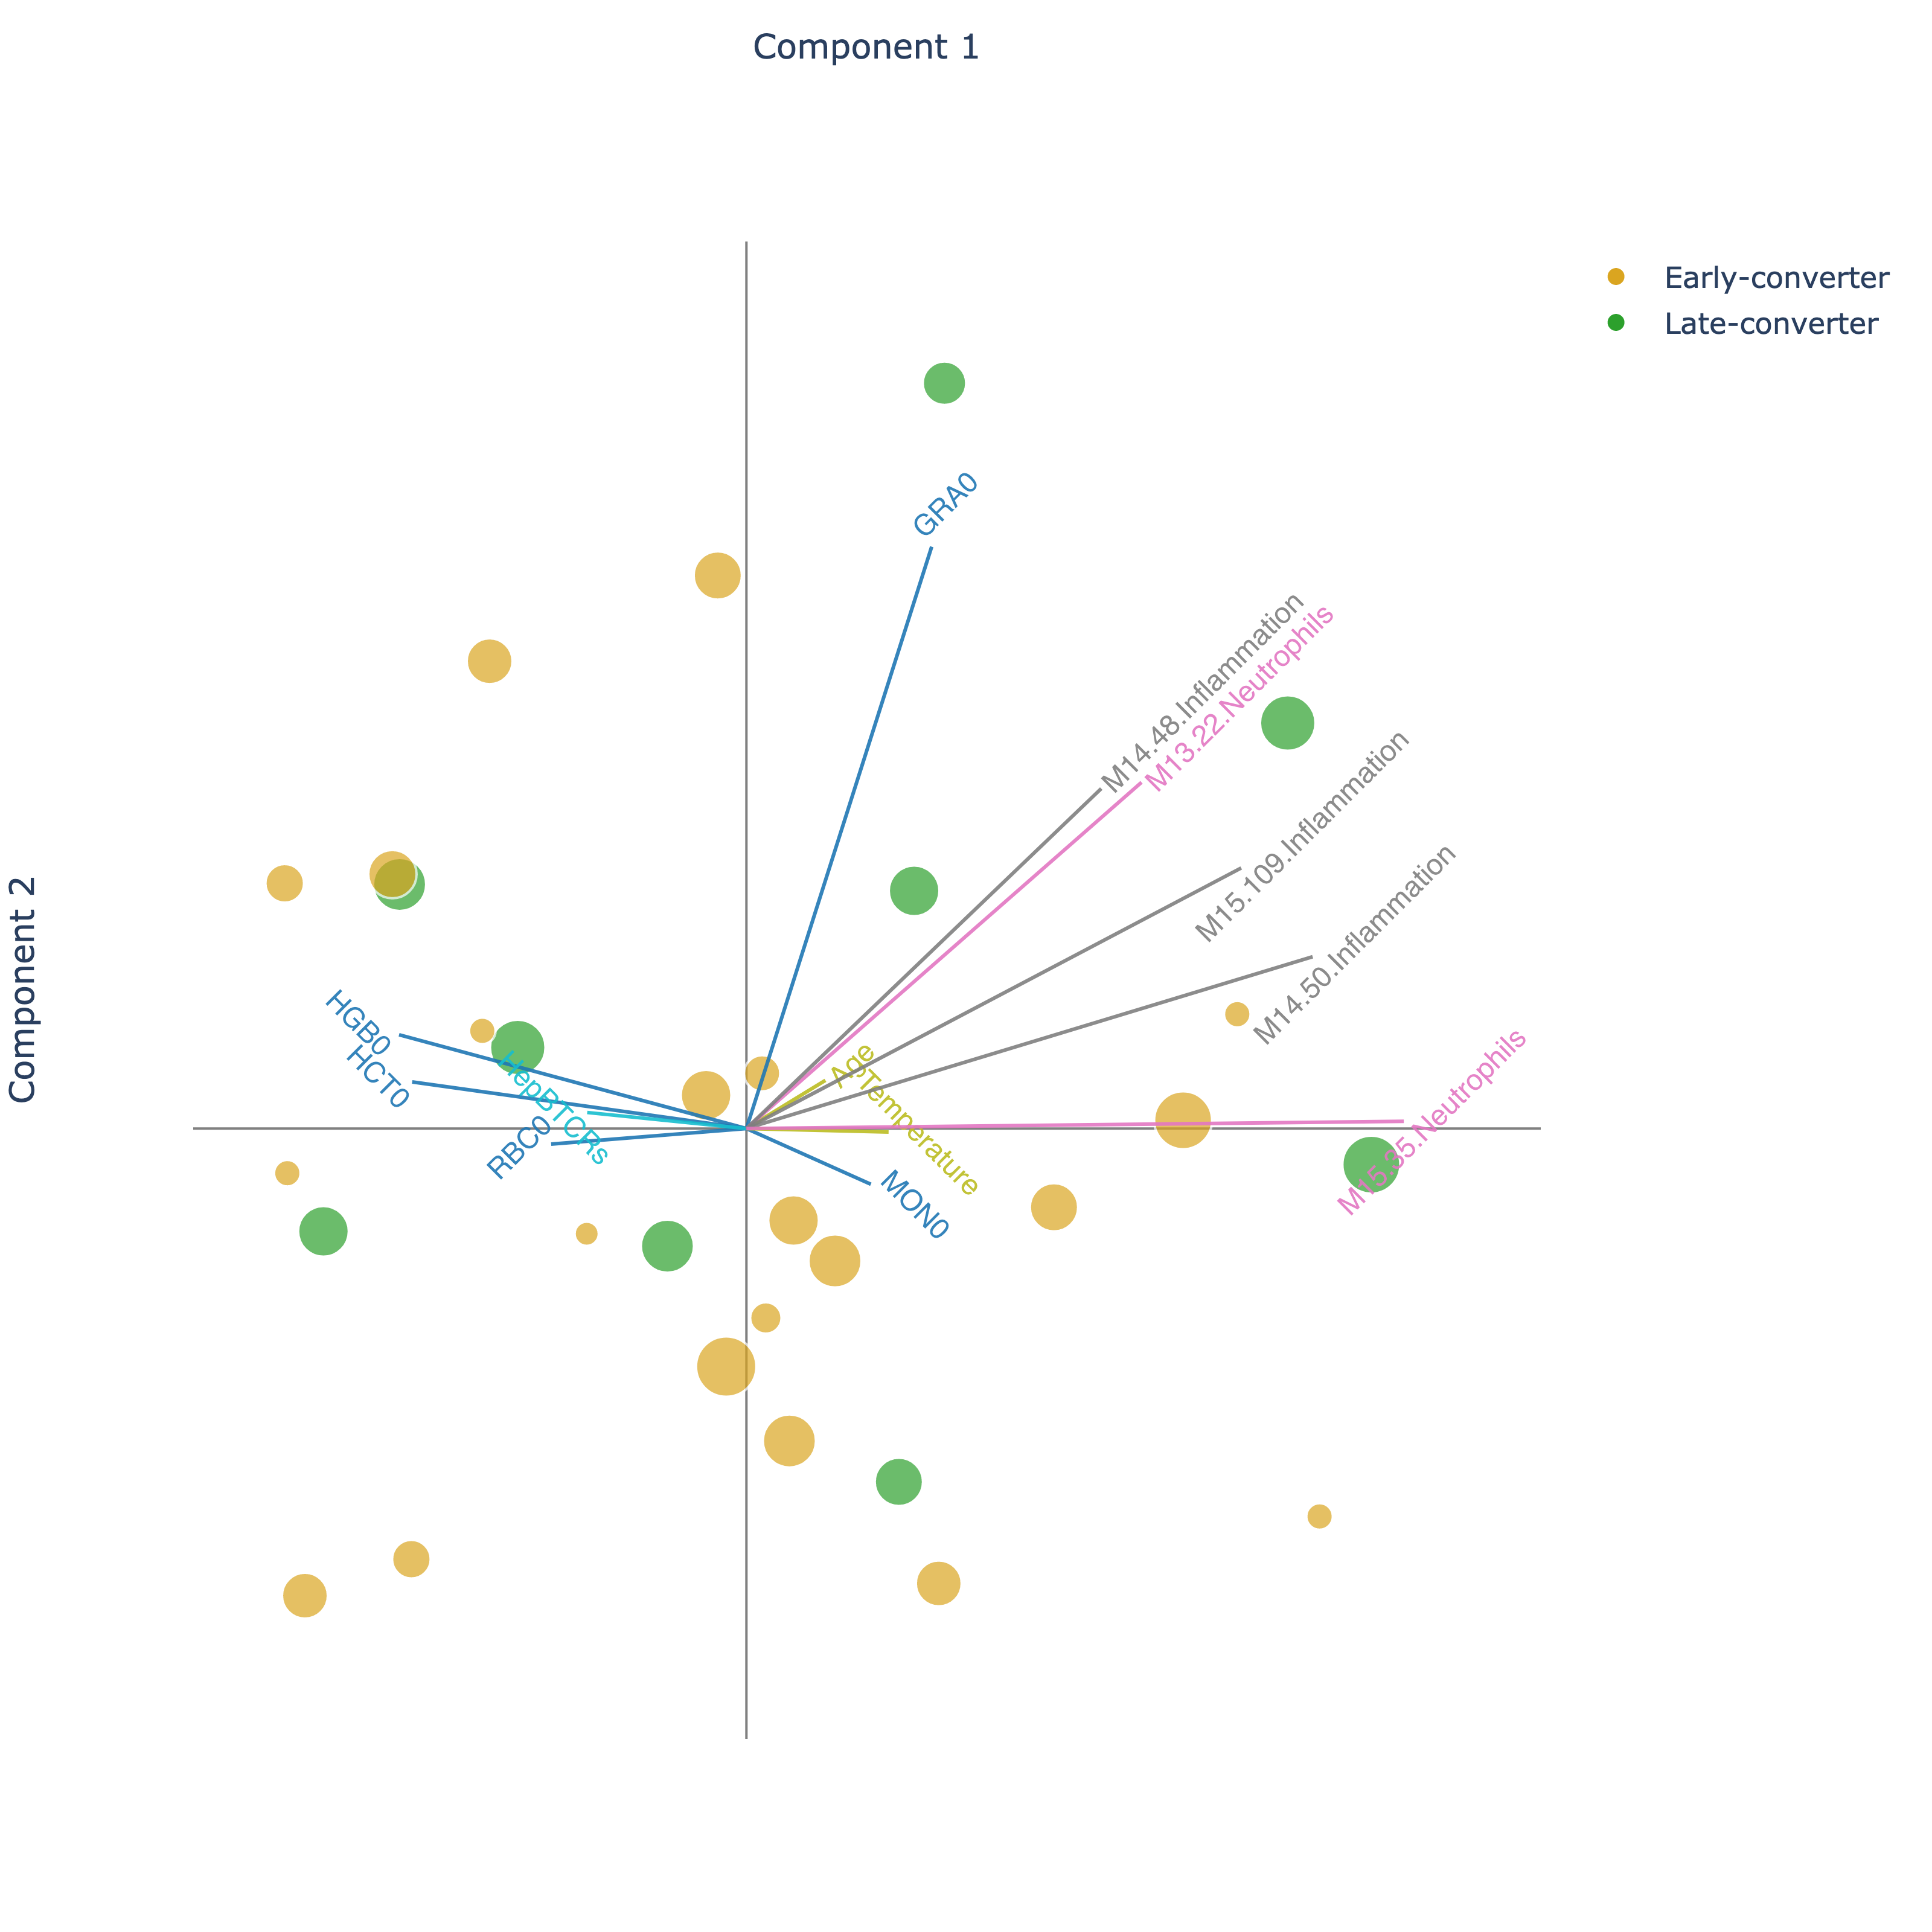 Component 1
Early-converter
Late-converter
GRA0
M14.48.Inflammation
M13.22.Neutrophils
M15.109.Inflammation
M14.50.Inflammation
Component 2
HGB0
HCT0
HepBTCRs
RBC0
Age
Temperature
M15.35.Neutrophils
MON0